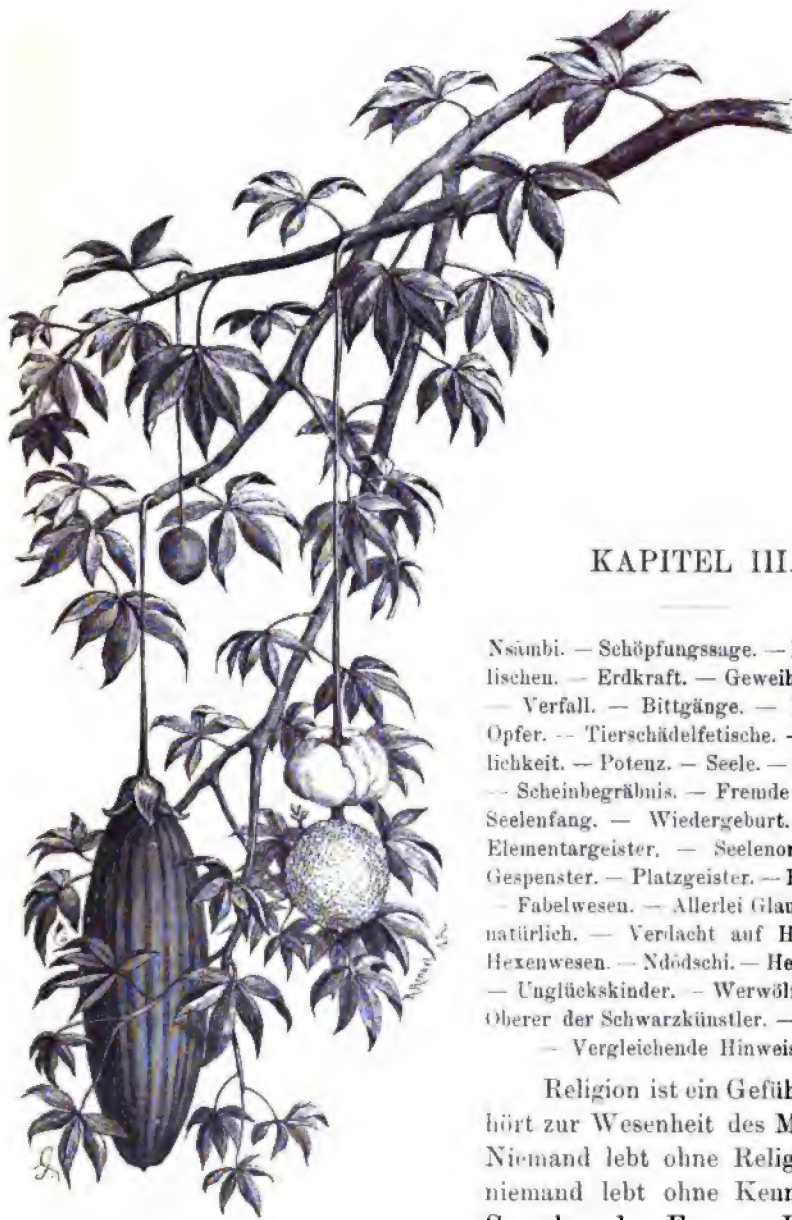 KAPITEL III.
Nsámbi. — Schöpfungssage. —
lischen. — Erdkraft. — Geweih
— Verfall. — Bittgänge. —
Opfer. — Tierschädelfetische. —
lichkeit. — Potenz. — Seele. —
— Scheinbegräbnis. — Fremde
Seelenfang. — Wiedergeburt.
Elementargeister. — Seelenor
Gespenster. — Platzgeister. —
— Fabelwesen. — Allerlei Glau
natürlich. — Verdacht auf H
Hexenwesen. — Ndódschi. — He
— Unglückskinder. — Werwölf
Oberer der Schwarzkünstler. —
— Vergleichende Hinweis
Religion ist ein Gefüh
hört zur Wesenheit des M
Niemand lebt ohne Relig
niemand lebt ohne Kenn